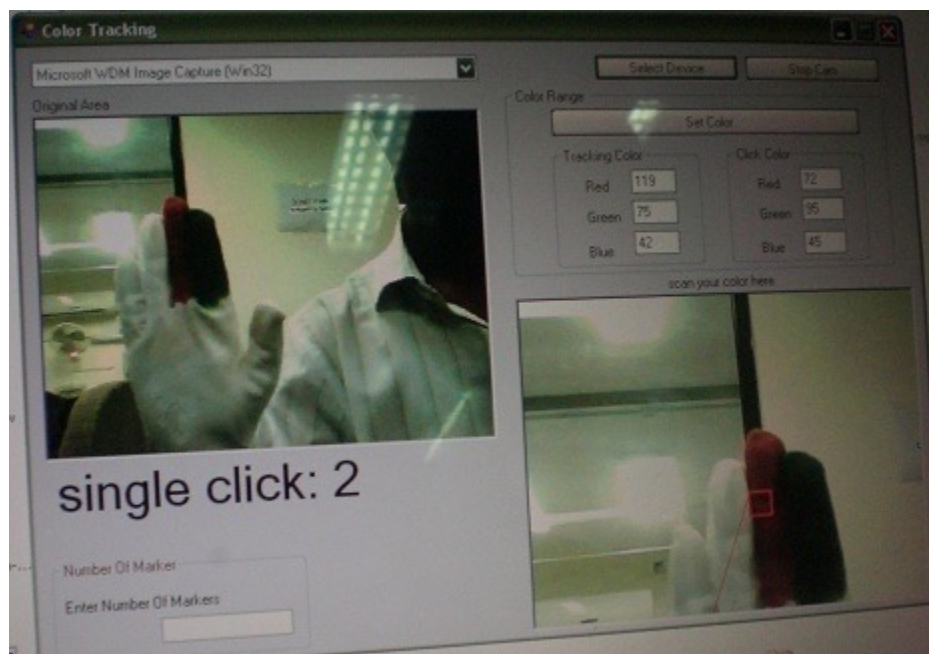 Color Tracking
Microsoft WDM Image Capture (Win32)
Select Device
Stop Cam
Original Area
Color Range
Set Color
Tracking Color
Red 119
Green 75
Blue 42
Click Color
Red 72
Green 95
Blue 45
scan your color here
single click: 2
Number Of Marker
Enter Number Of Markers